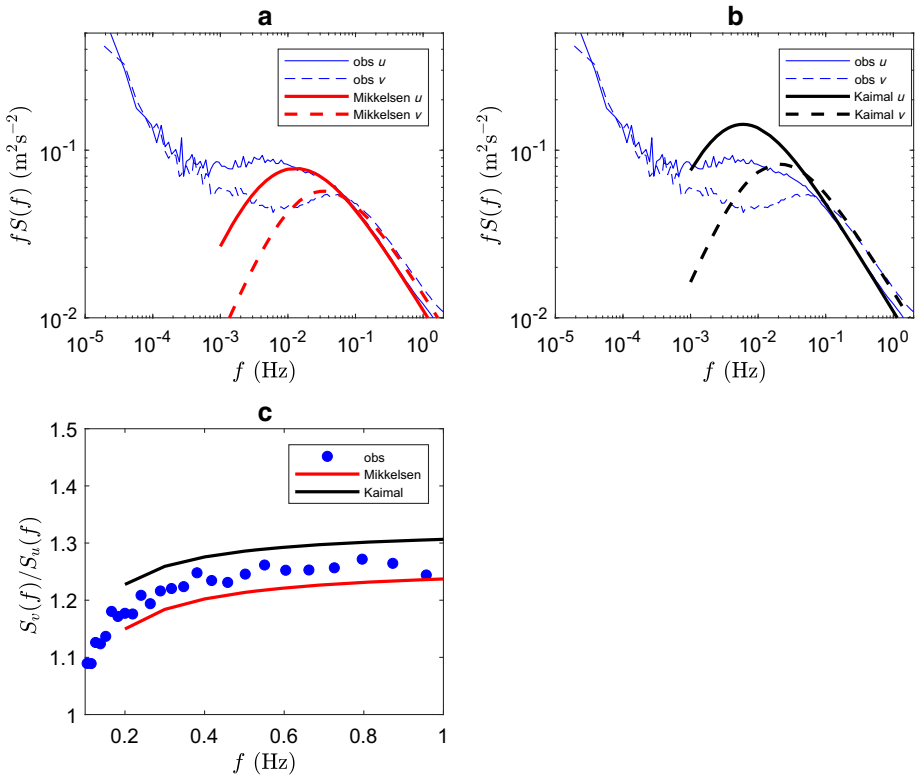 a
fS(f) (m²s⁻²)
10⁻¹
10⁻²
obs u
obs v
Mikkelsen u
Mikkelsen v
10⁻⁵ 10⁻⁴ 10⁻³ 10⁻² 10⁻¹ 10⁰
f (Hz)
b
fS(f) (m²s⁻²)
10⁻¹
10⁻²
obs u
obs v
Kaimal u
Kaimal v
10⁻⁵ 10⁻⁴ 10⁻³ 10⁻² 10⁻¹ 10⁰
f (Hz)
c
Sᵥ(f)/Sᵤ(f)
1.5
1.4
1.3
1.2
1.1
1
obs
Mikkelsen
Kaimal
0.2 0.4 0.6 0.8 1
f (Hz)